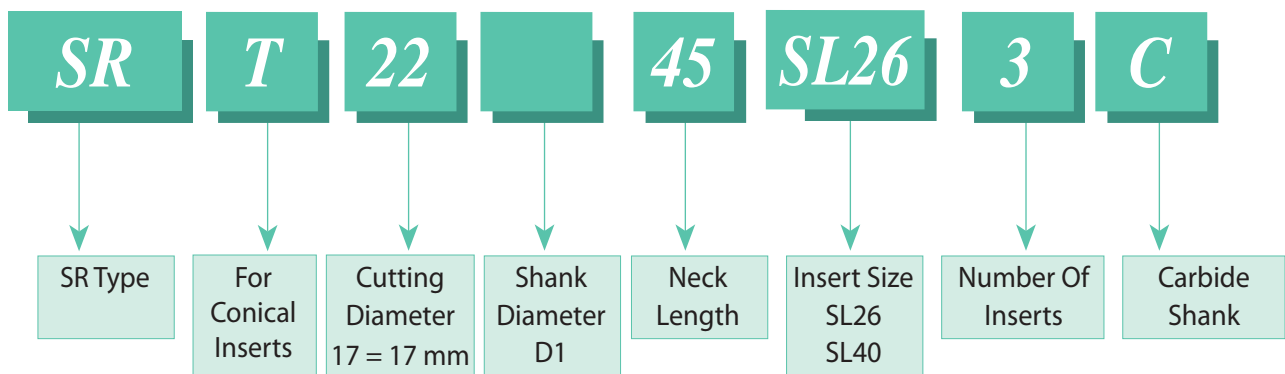 SR T 22 45 SL26 3 C
SR Type
For
Conical
Inserts
Cutting
Diameter
17 = 17 mm
Shank
Diameter
D1
Neck
Length
Insert Size
SL26
SL40
Number Of
Inserts
Carbide
Shank